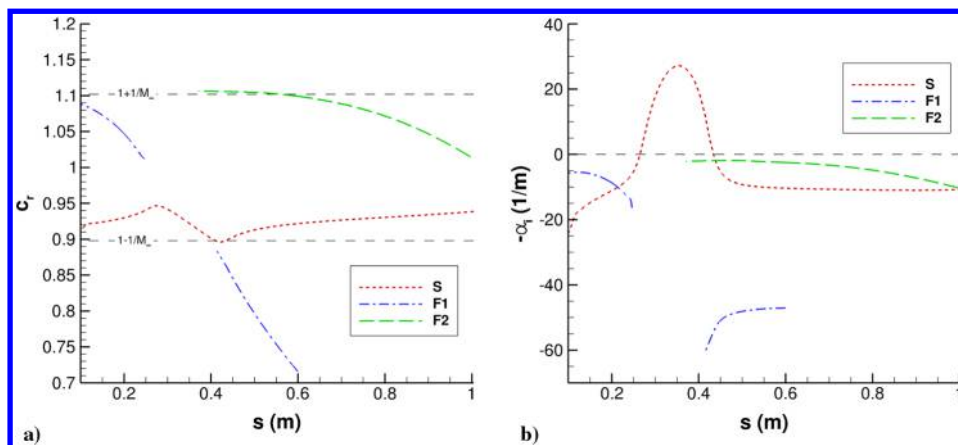 1.2
1.15
1.1
1.05
1
0.95
0.9
0.85
0.8
0.75
0.7
c_r
1+1/M_∞
1-1/M_∞
S
F1
F2
0.2
0.4
0.6
0.8
1
s (m)
a)
40
20
0
-20
-40
-60
-α_i (1/m)
S
F1
F2
0.2
0.4
0.6
0.8
1
s (m)
b)